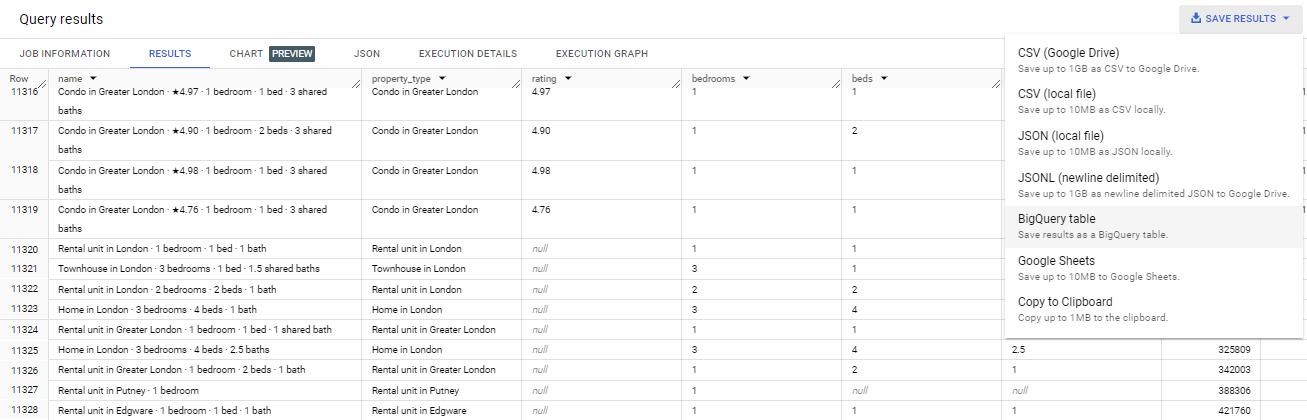 Query results
SAVE RESULTS
JOB INFORMATION RESULTS CHART PREVIEW JSON EXECUTION DETAILS EXECUTION GRAPH
CSV (Google Drive)
Save up to 1GB as CSV to Google Drive.
CSV (local file)
Save up to 10MB as CSV locally.
JSON (local file)
Save up to 10MB as JSON locally.
JSONL (newline delimited)
Save up to 1GB as newline delimited JSON to Google Drive.
BigQuery table
Save results as a BigQuery table.
Google Sheets
Save up to 10MB to Google Sheets.
Copy to Clipboard
Copy up to 1MB to the clipboard.
Row name property_type rating bedrooms beds
11316 Condo in Greater London · ★4.97 · 1 bedroom · 1 bed · 3 shared Condo in Greater London 4.97 1 1
baths
11317 Condo in Greater London · ★4.90 · 1 bedroom · 2 beds · 3 shared Condo in Greater London 4.90 1 2
baths
11318 Condo in Greater London · ★4.98 · 1 bedroom · 1 bed · 3 shared Condo in Greater London 4.98 1 1
baths
11319 Condo in Greater London · ★4.76 · 1 bedroom · 1 bed · 3 shared Condo in Greater London 4.76 1 1
baths
11320 Rental unit in London · 1 bedroom · 1 bed · 1 bath Rental unit in London null 1 1
11321 Townhouse in London · 3 bedrooms · 1 bed · 1.5 shared baths Townhouse in London null 3 1
11322 Rental unit in London · 2 bedrooms · 2 beds · 1 bath Rental unit in London null 2 2
11323 Home in London · 3 bedrooms · 4 beds · 1 bath Home in London null 3 4
11324 Rental unit in Greater London · 1 bedroom · 1 bed · 1 shared bath Rental unit in Greater London null 1 1
11325 Home in London · 3 bedrooms · 4 beds · 2.5 baths Home in London null 3 4 2.5 325809
11326 Rental unit in Greater London · 1 bedroom · 2 beds · 1 bath Rental unit in Greater London null 1 2 1 342003
11327 Rental unit in Putney · 1 bedroom Rental unit in Putney null 1 null null 388306
11328 Rental unit in Edgware · 1 bedroom · 1 bed · 1 bath Rental unit in Edgware null 1 1 1 421760